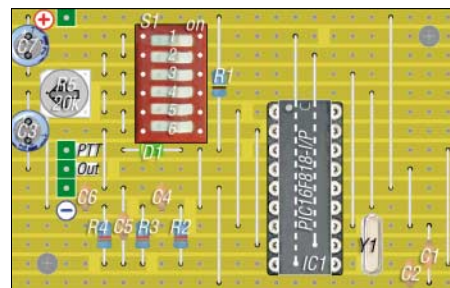 S1 on
C7
1
2
3
4
5
6
R5
20k
R1
C3
PTT
Out
D1
C6
C4
R4
C5
R3
R2
PIC16F818-I/P
IC1
Y1
C1
C2